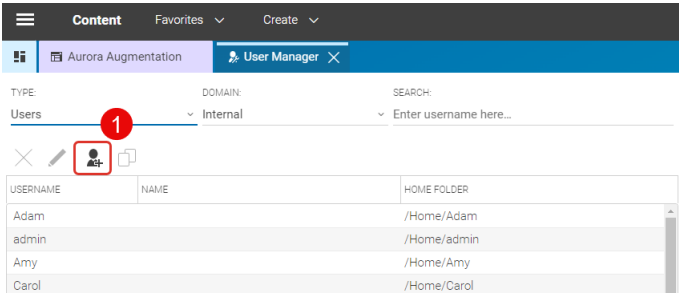 Content Favorites Create
Aurora Augmentation User Manager
TYPE: DOMAIN: SEARCH:
Users Internal Enter username here...
1
USERNAME NAME HOME FOLDER
Adam /Home/Adam
admin /Home/admin
Amy /Home/Amy
Carol /Home/Carol